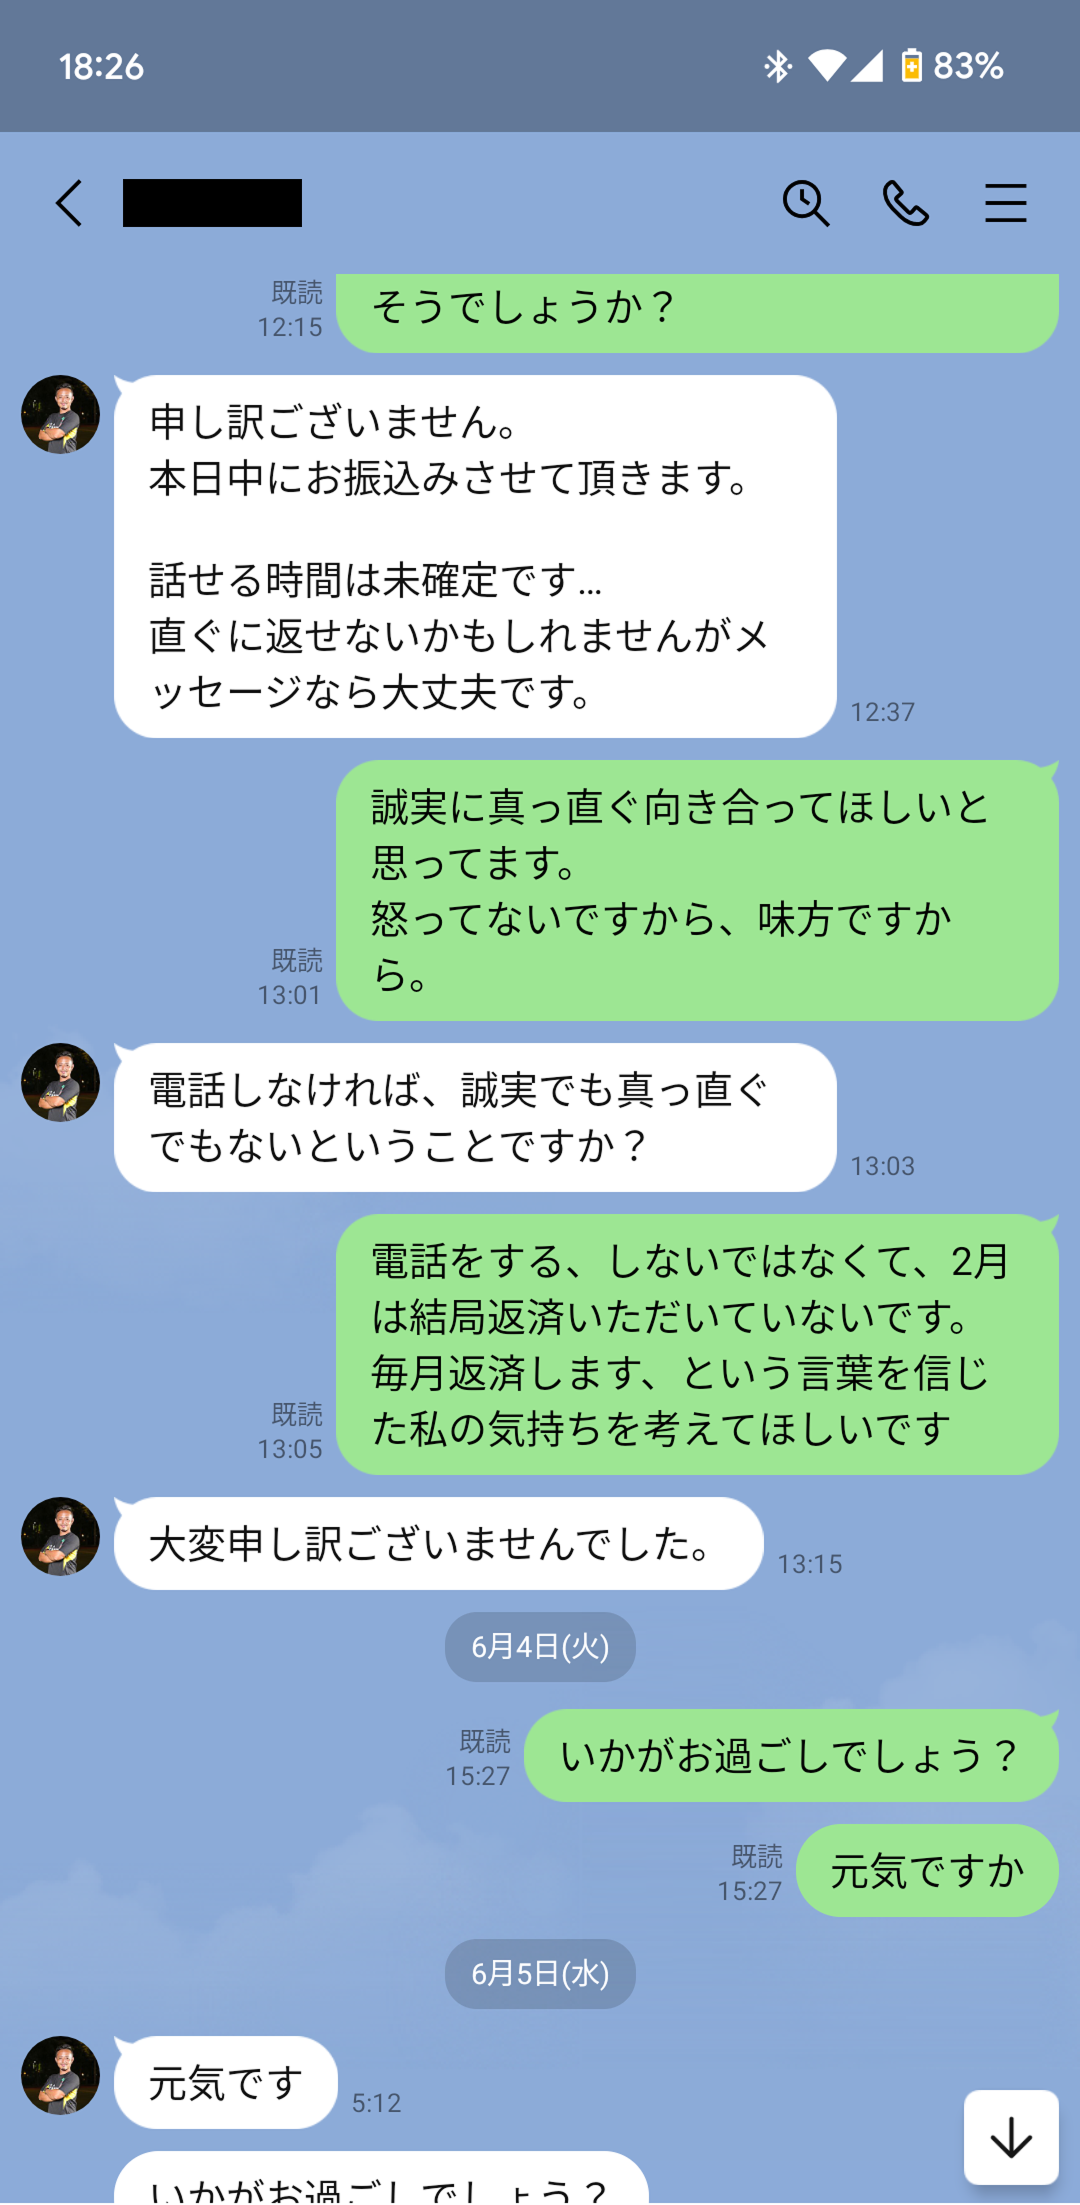 18:26
83%
既読
12:15
そうでしょうか？
申し訳ございません。
本日中にお振込みさせて頂きます。
話せる時間は未確定です...
直ぐに返せないかもしれませんがメ
ッセージなら大丈夫です。
12:37
誠実に真っ直ぐ向き合ってほしいと
思ってます。
怒ってないですから、味方ですか
ら。
既読
13:01
電話しなければ、誠実でも真っ直ぐ
でもないということですか？
13:03
電話をする、しないではなくて、2月
は結局返済いただいていないです。
毎月返済します、という言葉を信じ
た私の気持ちを考えてほしいです
既読
13:05
大変申し訳ございませんでした。
13:15
6月4日(火)
既読
15:27
いかがお過ごしでしょう？
既読
15:27
元気ですか
6月5日(水)
元気です
5:12
いかがお過ごしでしょう？